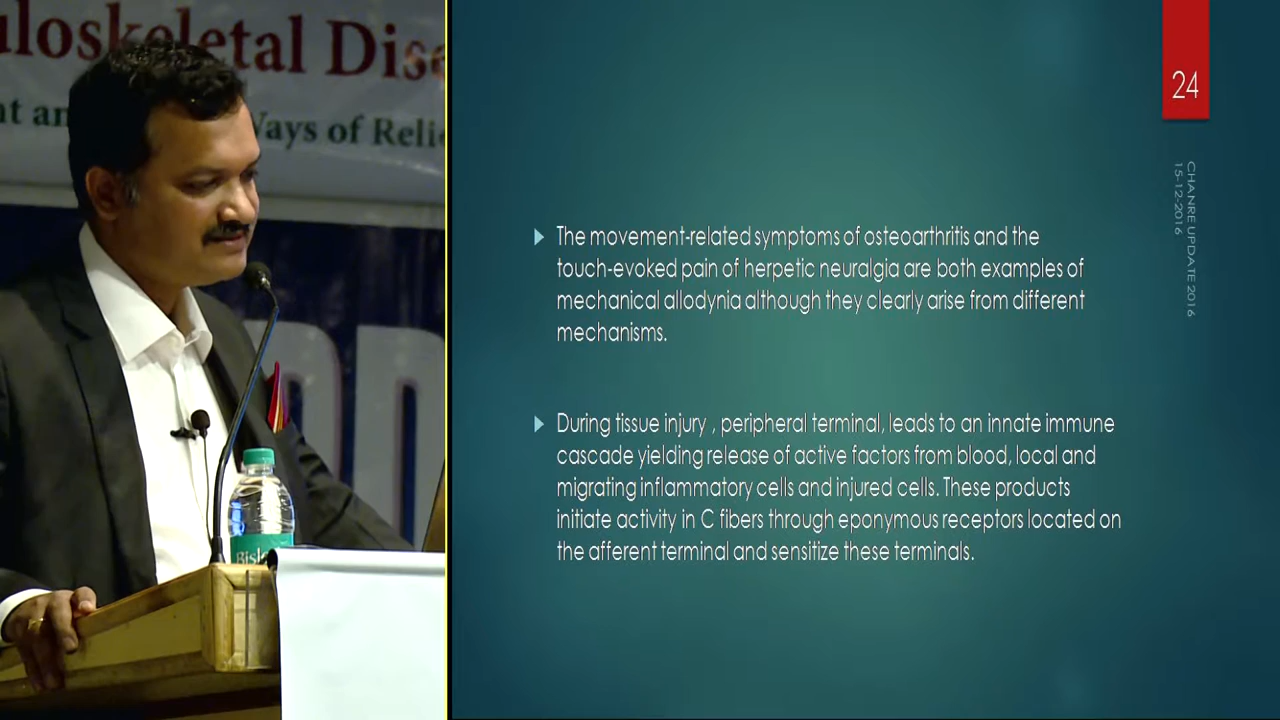 uloskeletal Dise
nt an Ways of Relie
24
CHANRE UPDATE 2016
15-12-2016
The movement-related symptoms of osteoarthritis and the
touch-evoked pain of herpetic neuralgia are both examples of
mechanical allodynia although they clearly arise from different
mechanisms.
During tissue injury , peripheral terminal, leads to an innate immune
cascade yielding release of active factors from blood, local and
migrating inflammatory cells and injured cells. These products
initiate activity in C fibers through eponymous receptors located on
the afferent terminal and sensitize these terminals.